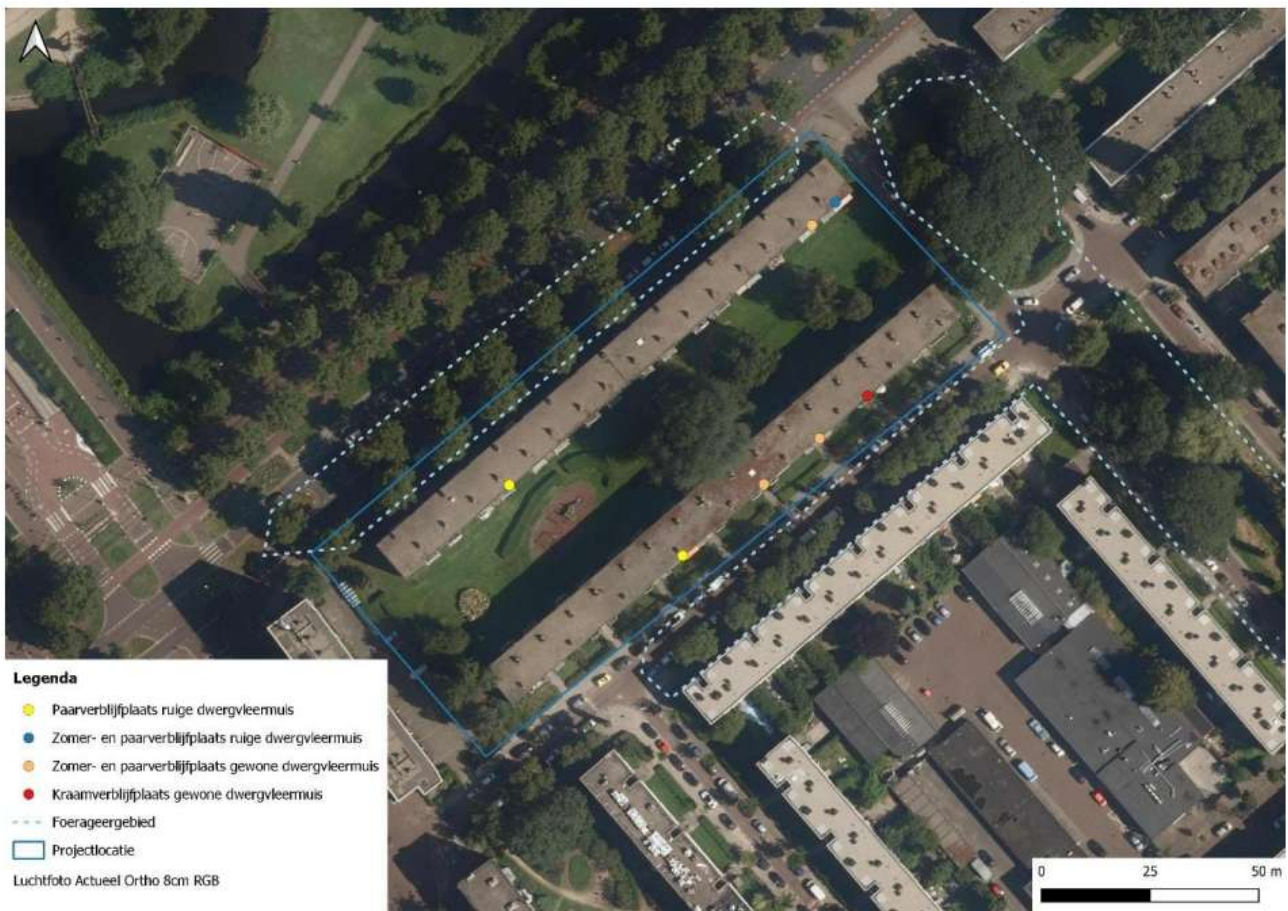 Legenda
Paarverblijfplaats ruige dwergvleermuis
Zomer- en paarverblijfplaats ruige dwergvleermuis
Zomer- en paarverblijfplaats gewone dwergvleermuis
Kraamverblijfplaats gewone dwergvleermuis
Foerageergebied
Projectlocatie
Luchtfoto Actueel Ortho 8cm RGB
0 25 50 m